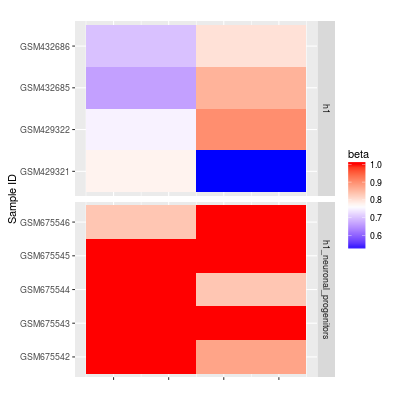 GSM432686
GSM432685
GSM429322
GSM429321
h1
GSM675546
GSM675545
GSM675544
GSM675543
GSM675542
h1_neuronal_progenitors
Sample ID
beta
1.0
0.9
0.8
0.7
0.6